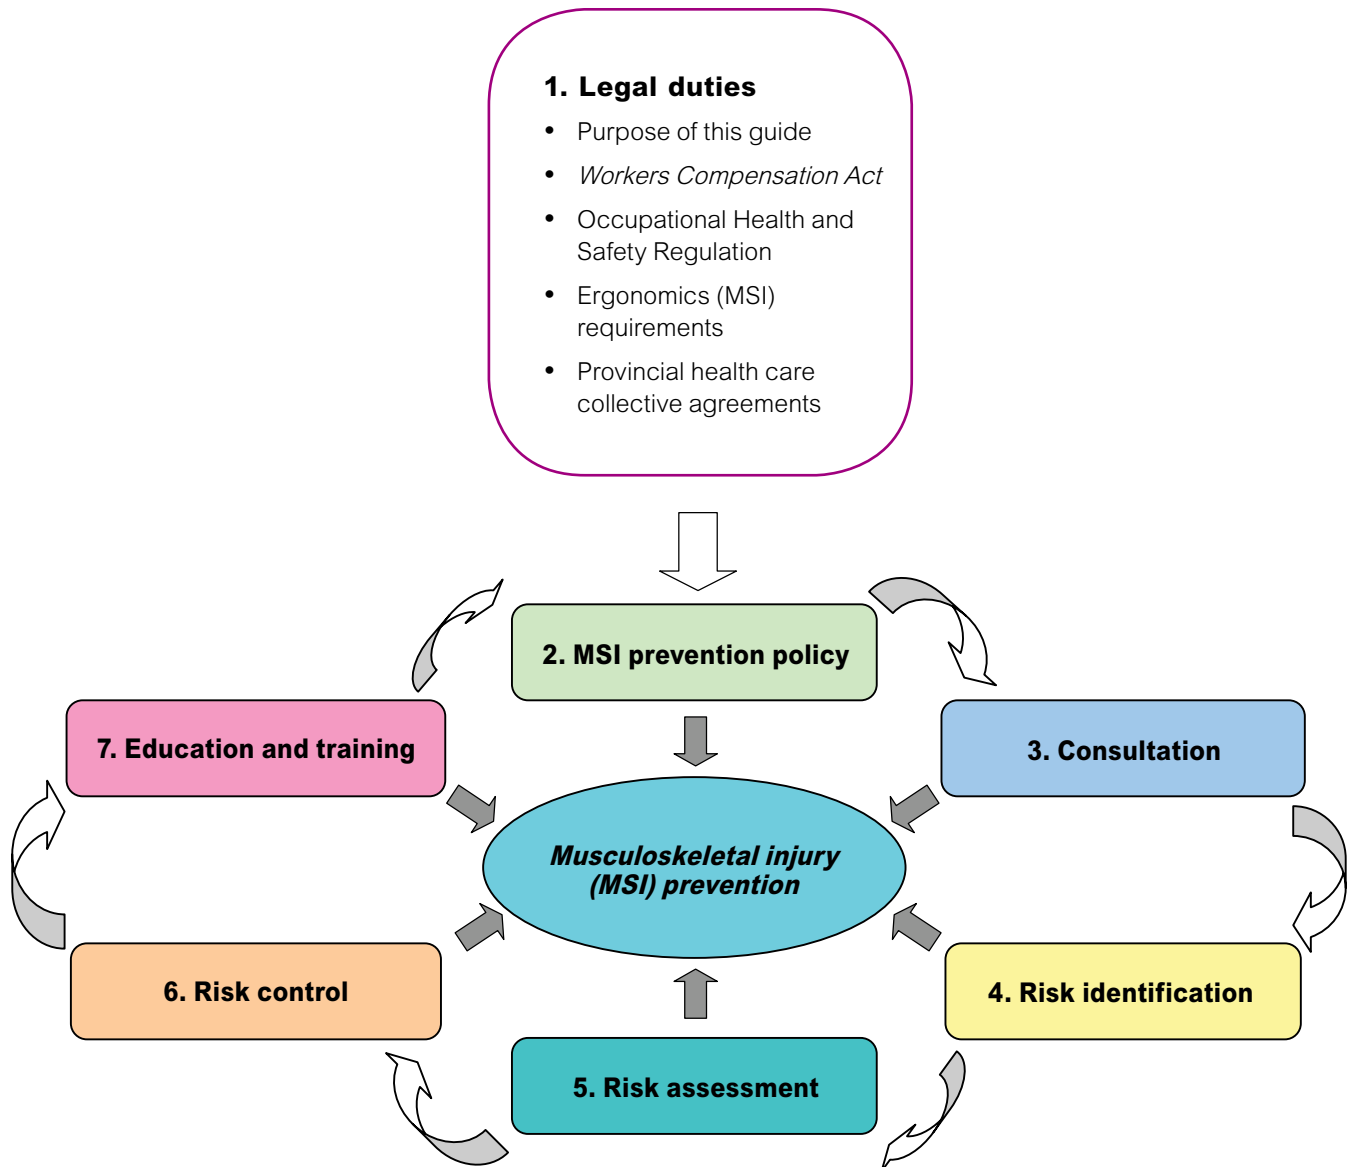 1. Legal duties
• Purpose of this guide
• Workers Compensation Act
• Occupational Health and
Safety Regulation
• Ergonomics (MSI)
requirements
• Provincial health care
collective agreements
2. MSI prevention policy
7. Education and training
3. Consultation
Musculoskeletal injury
(MSI) prevention
6. Risk control
4. Risk identification
5. Risk assessment